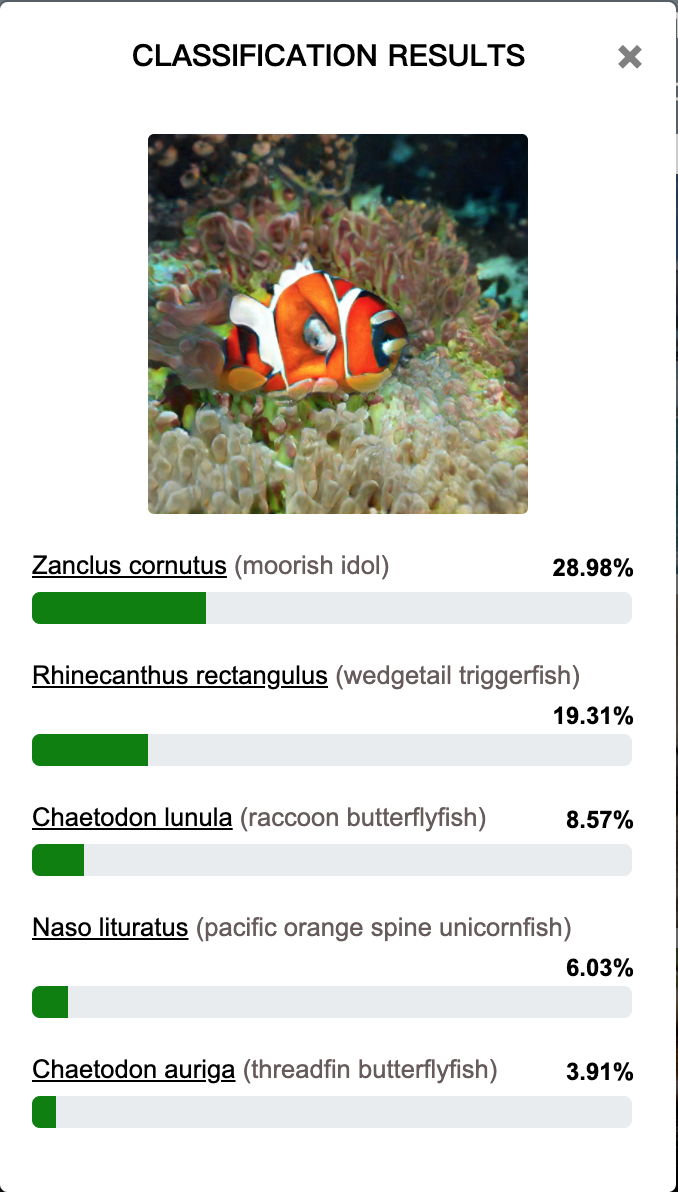 CLASSIFICATION RESULTS
Zanclus cornutus (moorish idol) 28.98%
Rhinecanthus rectangulus (wedgetail triggerfish)
19.31%
Chaetodon lunula (raccoon butterflyfish) 8.57%
Naso lituratus (pacific orange spine unicornfish)
6.03%
Chaetodon auriga (threadfin butterflyfish) 3.91%